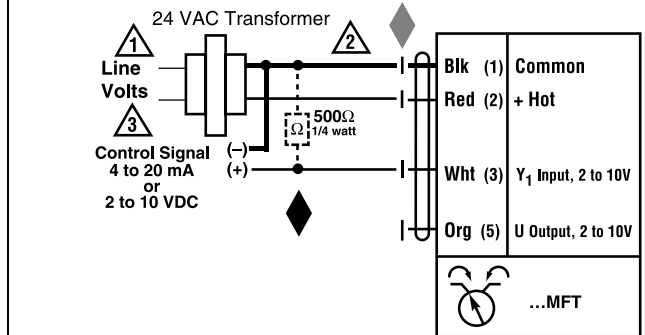 24 VAC Transformer
1
2
Line
Volts
3
500Ω
Ω
1/4 watt
Control Signal
4 to 20 mA
or
2 to 10 VDC
(–)
(+)
Blk (1) Common
Red (2) + Hot
Wht (3) Y₁ Input, 2 to 10V
Org (5) U Output, 2 to 10V
...MFT